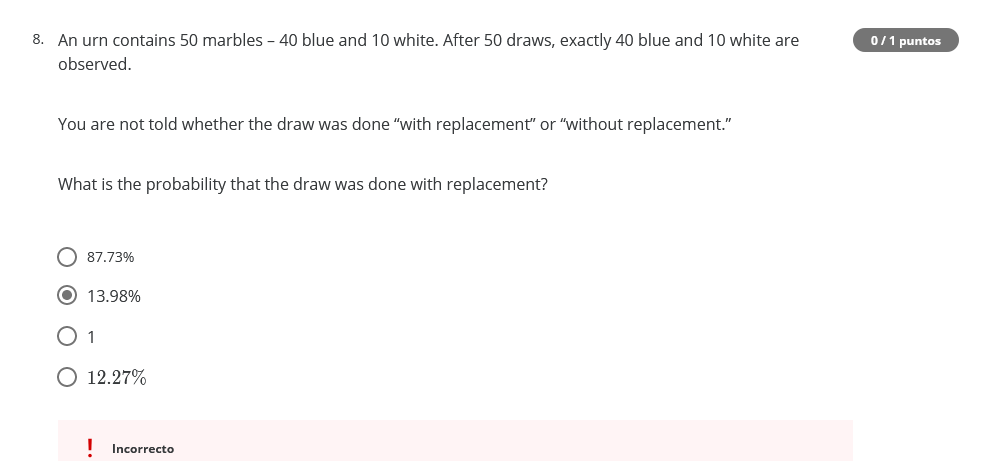 8. An urn contains 50 marbles – 40 blue and 10 white. After 50 draws, exactly 40 blue and 10 white are
observed.
0 / 1 puntos
You are not told whether the draw was done “with replacement” or “without replacement.”
What is the probability that the draw was done with replacement?
87.73%
13.98%
1
12.27%
! Incorrecto